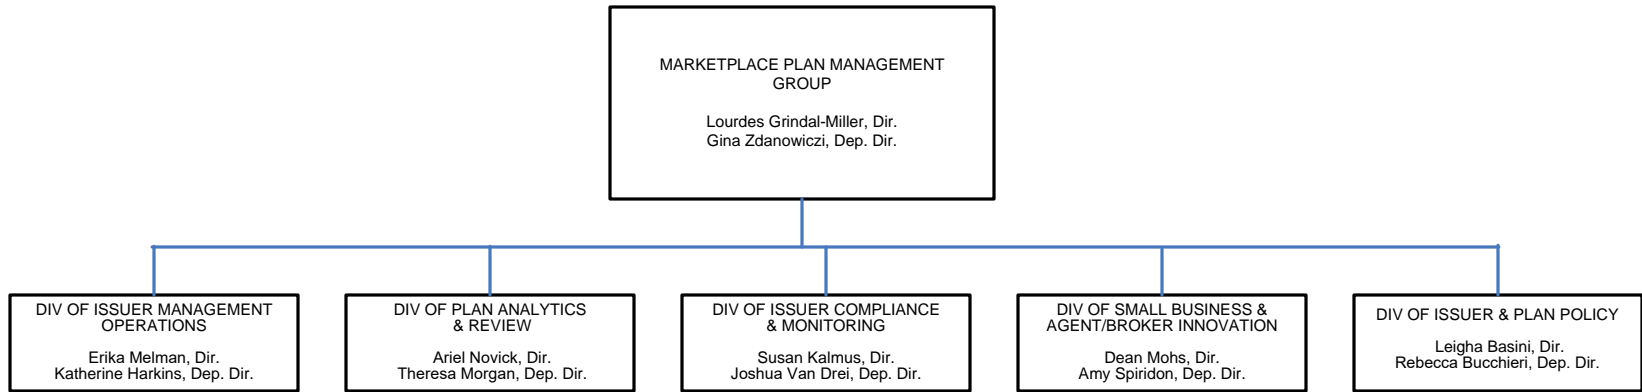 MARKETPLACE PLAN MANAGEMENT
GROUP
Lourdes Grindal-Miller, Dir.
Gina Zdanowiczi, Dep. Dir.
DIV OF ISSUER MANAGEMENT
OPERATIONS
Erika Melman, Dir.
Katherine Harkins, Dep. Dir.
DIV OF PLAN ANALYTICS
& REVIEW
Ariel Novick, Dir.
Theresa Morgan, Dep. Dir.
DIV OF ISSUER COMPLIANCE
& MONITORING
Susan Kalmus, Dir.
Joshua Van Drei, Dep. Dir.
DIV OF SMALL BUSINESS &
AGENT/BROKER INNOVATION
Dean Mohs, Dir.
Amy Spiridon, Dep. Dir.
DIV OF ISSUER & PLAN POLICY
Leigha Basini, Dir.
Rebecca Bucchieri, Dep. Dir.